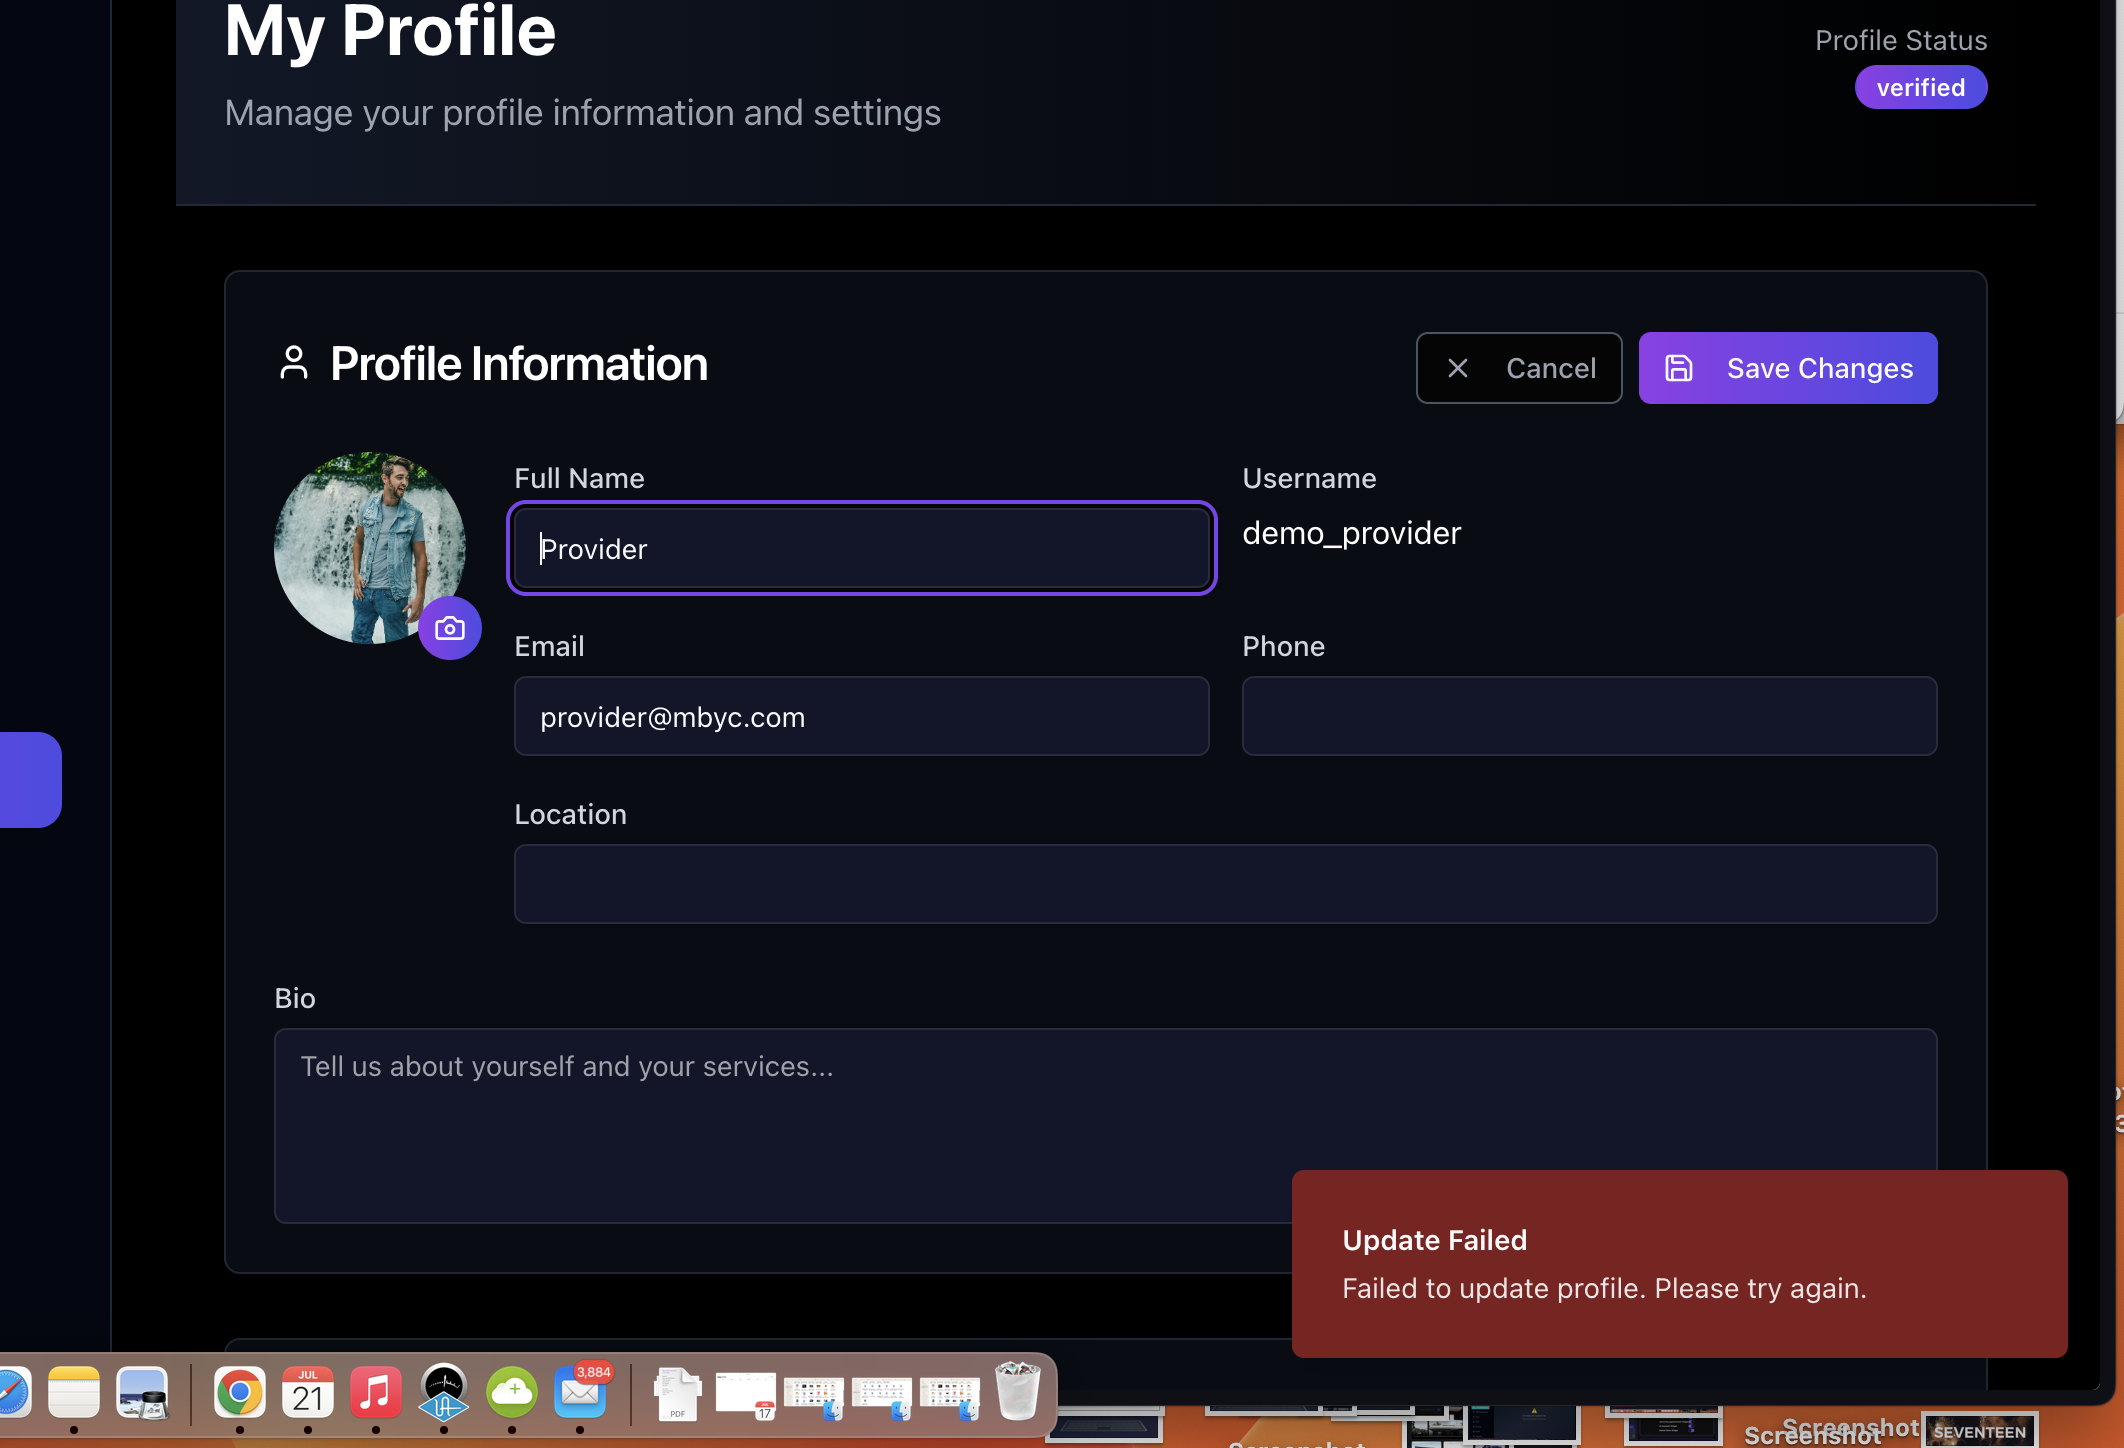 My Profile
Manage your profile information and settings
Profile Status
verified
Profile Information
Cancel
Save Changes
Full Name
Provider
Username
demo_provider
Email
provider@mbyc.com
Phone
Location
Bio
Tell us about yourself and your services...
Update Failed
Failed to update profile. Please try again.
JUL
21
3,884
PDF
17
Screenshot
Screenshot
Screenshot
SEVENTEEN